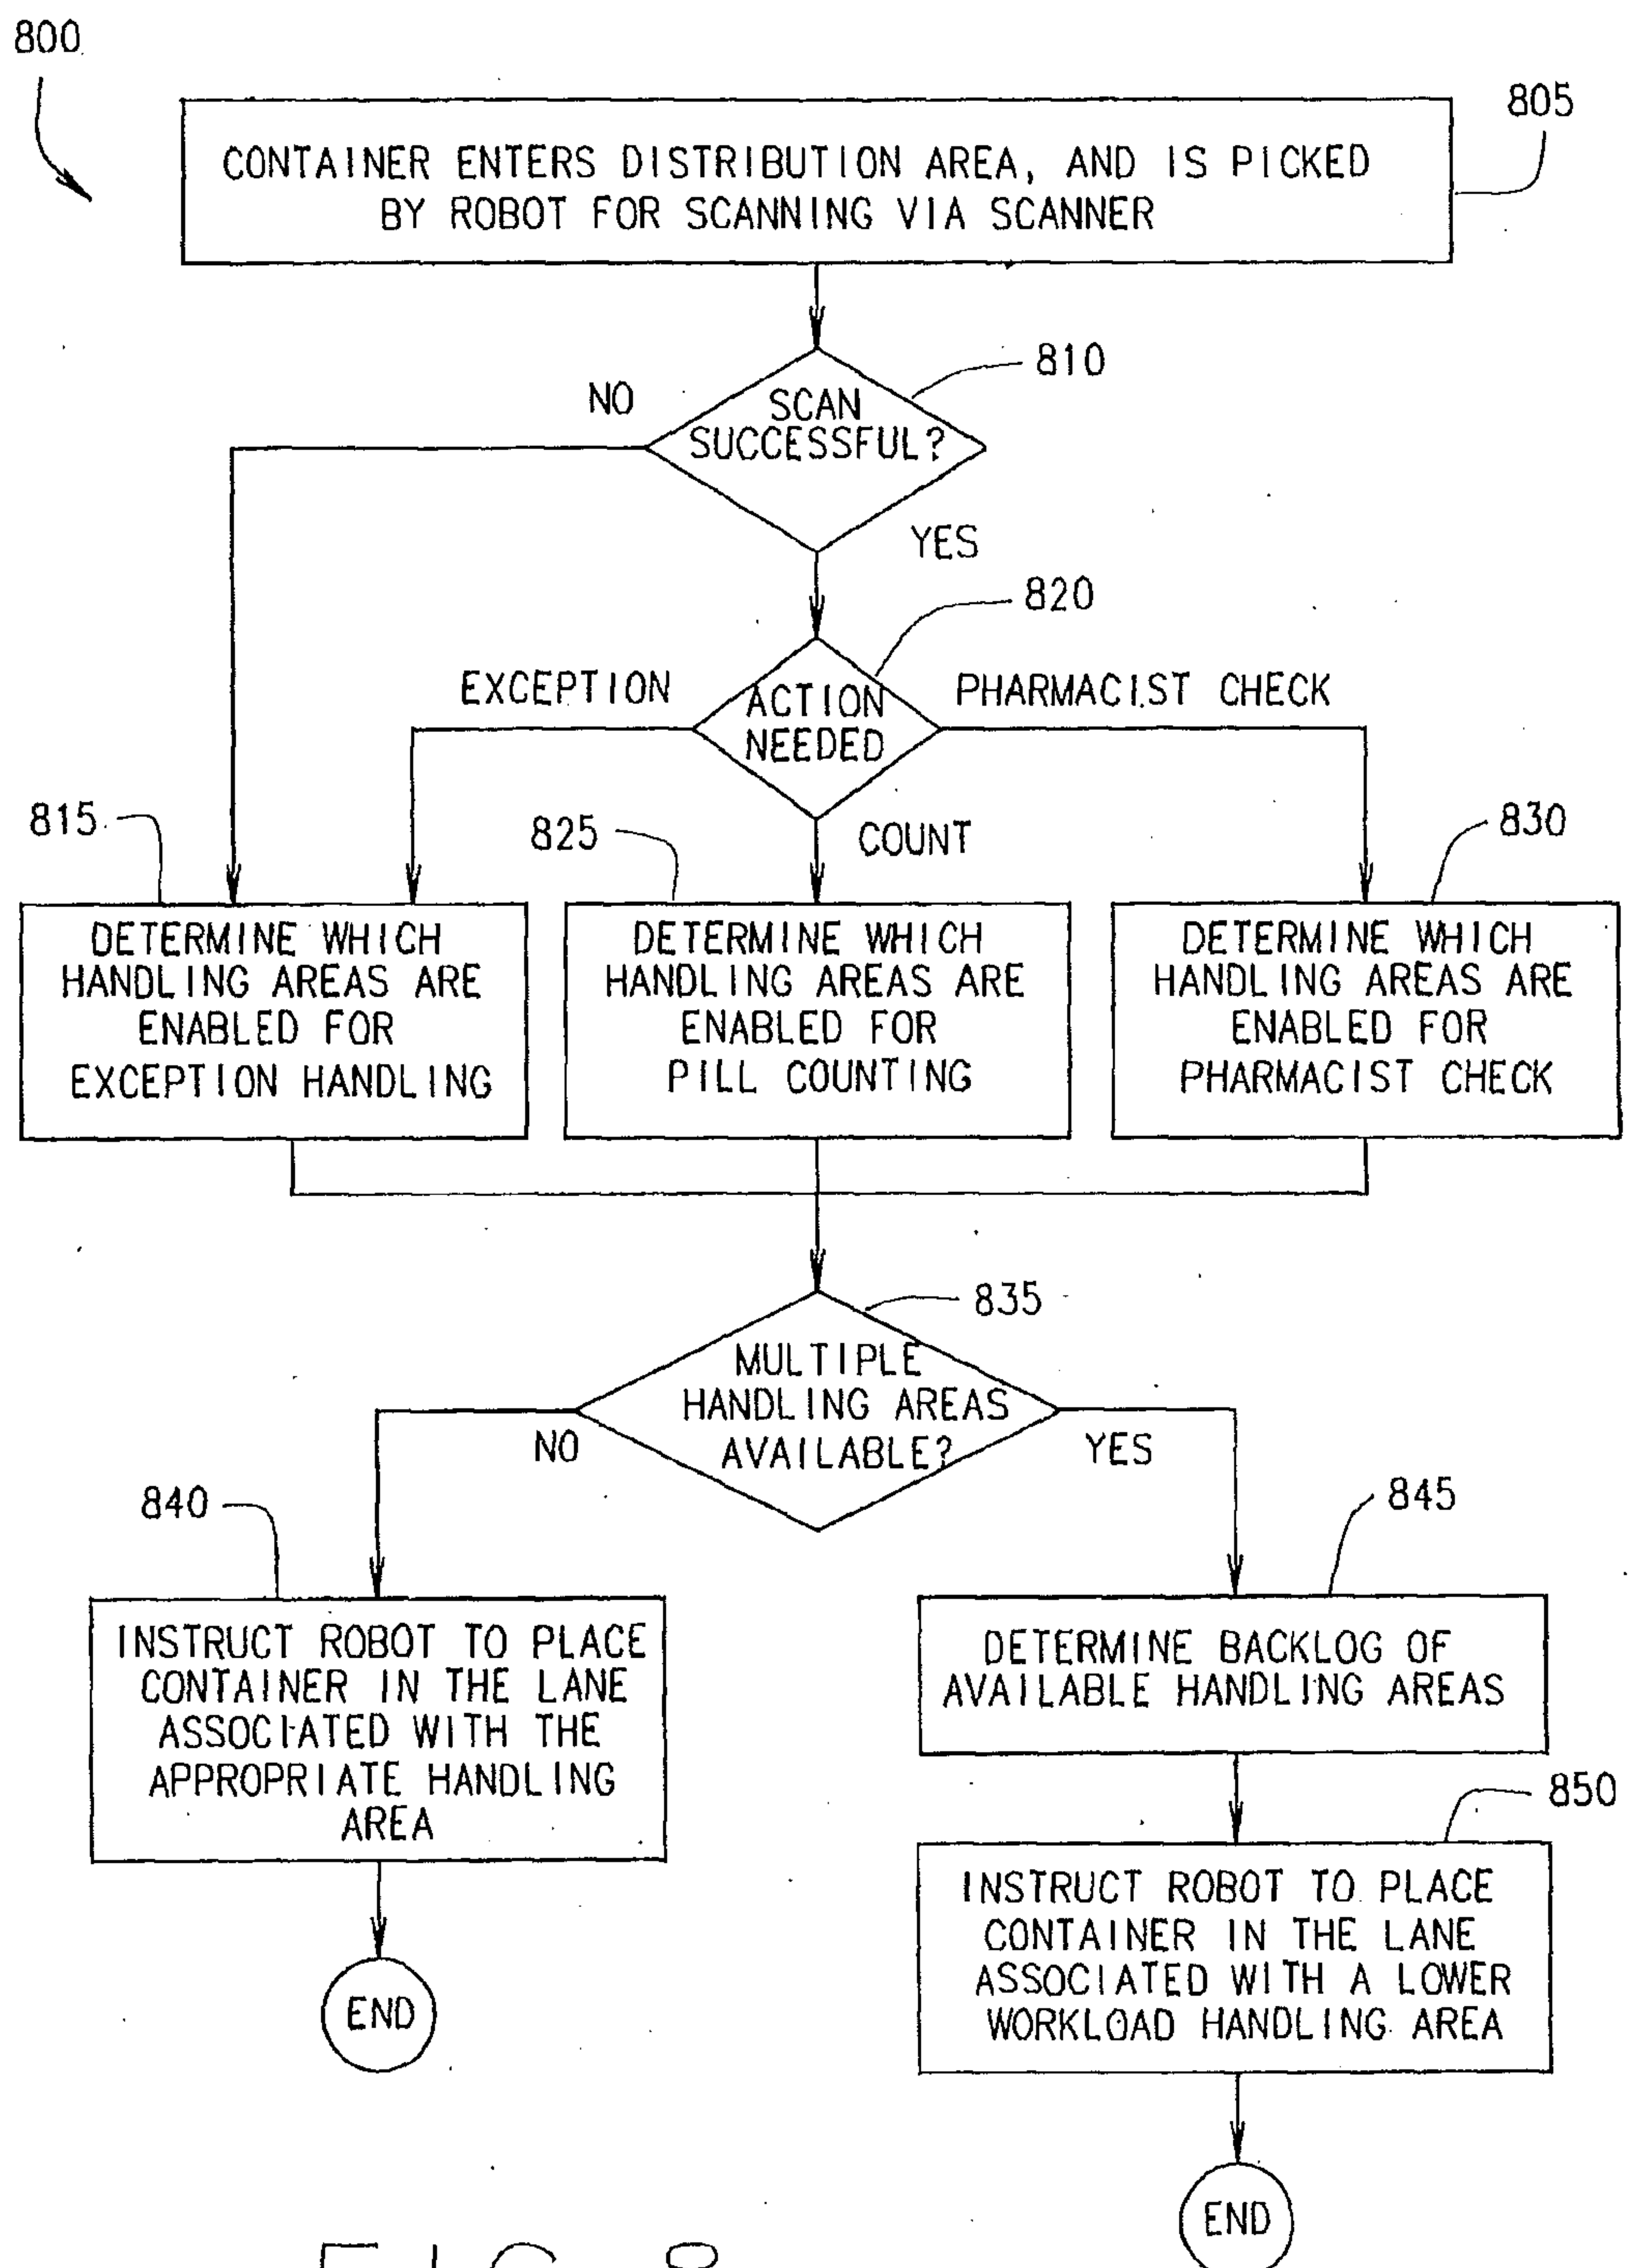 800
805
CONTAINER ENTERS DISTRIBUTION AREA, AND IS PICKED
BY ROBOT FOR SCANNING VIA SCANNER
810
NO
SCAN
SUCCESSFUL?
YES
820
EXCEPTION
ACTION
NEEDED
PHARMACIST CHECK
COUNT
815
DETERMINE WHICH
HANDLING AREAS ARE
ENABLED FOR
EXCEPTION HANDLING
825
DETERMINE WHICH
HANDLING AREAS ARE
ENABLED FOR
PILL COUNTING
830
DETERMINE WHICH
HANDLING AREAS ARE
ENABLED FOR
PHARMACIST CHECK
835
MULTIPLE
HANDLING AREAS
AVAILABLE?
NO
YES
840
INSTRUCT ROBOT TO PLACE
CONTAINER IN THE LANE
ASSOCIATED WITH THE
APPROPRIATE HANDLING
AREA
END
845
DETERMINE BACKLOG OF
AVAILABLE HANDLING AREAS
850
INSTRUCT ROBOT TO PLACE
CONTAINER IN THE LANE
ASSOCIATED WITH A LOWER
WORKLOAD HANDLING AREA
END
FIG 8